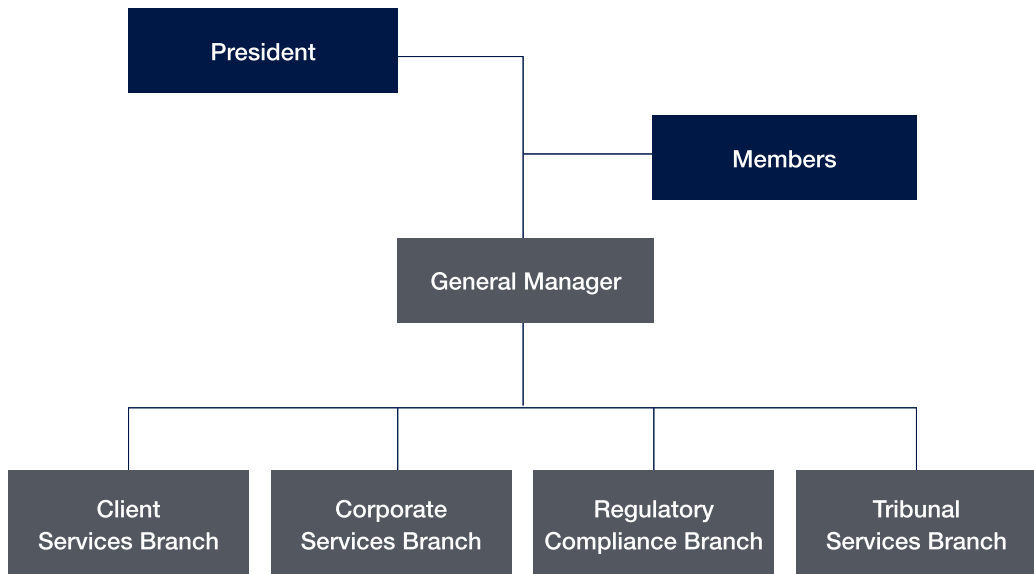 President
Members
General Manager
Client
Services Branch
Corporate
Services Branch
Regulatory
Compliance Branch
Tribunal
Services Branch